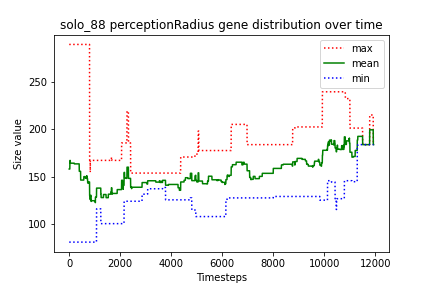 solo_88 perceptionRadius gene distribution over time
max
mean
min
Size value
250
200
150
100
0
2000
4000
6000
8000
10000
12000
Timesteps